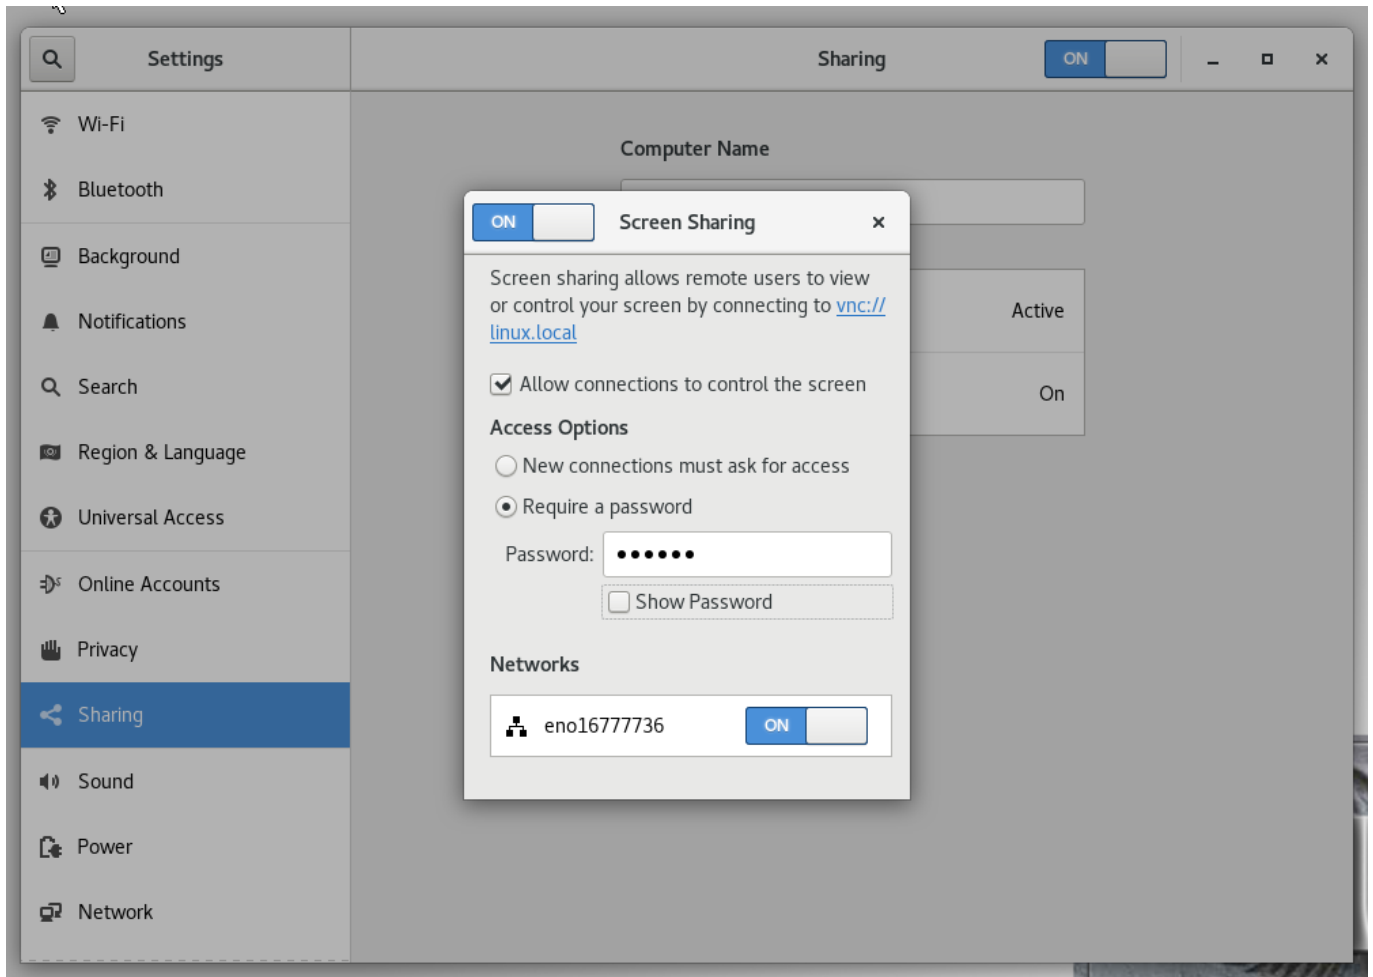 Settings
Sharing
ON
Wi-Fi
Bluetooth
Background
Notifications
Search
Region & Language
Universal Access
Online Accounts
Privacy
Sharing
Sound
Power
Network
Computer Name
Active
On
ON
Screen Sharing
Screen sharing allows remote users to view
or control your screen by connecting to vnc://
linux.local
Allow connections to control the screen
Access Options
New connections must ask for access
Require a password
Password: ●●●●●●
Show Password
Networks
eno16777736
ON